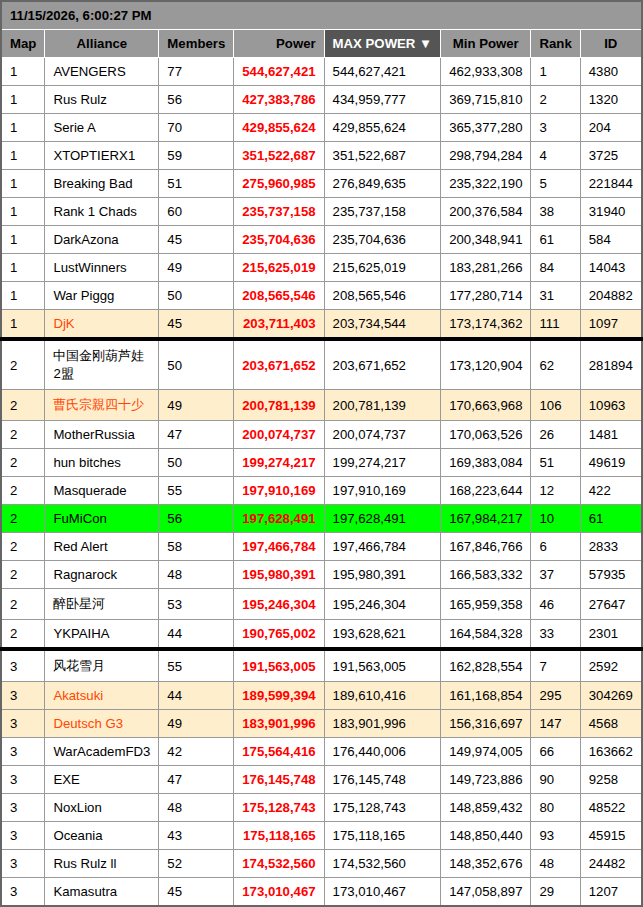 11/15/2026, 6:00:27 PM
Map Alliance Members Power MAX POWER ▼ Min Power Rank ID
1 AVENGERS 77 544,627,421 544,627,421 462,933,308 1 4380
1 Rus Rulz 56 427,383,786 434,959,777 369,715,810 2 1320
1 Serie A 70 429,855,624 429,855,624 365,377,280 3 204
1 XTOPTIERX1 59 351,522,687 351,522,687 298,794,284 4 3725
1 Breaking Bad 51 275,960,985 276,849,635 235,322,190 5 221844
1 Rank 1 Chads 60 235,737,158 235,737,158 200,376,584 38 31940
1 DarkAzona 45 235,704,636 235,704,636 200,348,941 61 584
1 LustWinners 49 215,625,019 215,625,019 183,281,266 84 14043
1 War Piggg 50 208,565,546 208,565,546 177,280,714 31 204882
1 DjK 45 203,711,403 203,734,544 173,174,362 111 1097
2 中国金刚葫芦娃
2盟 50 203,671,652 203,671,652 173,120,904 62 281894
2 曹氏宗親四十少 49 200,781,139 200,781,139 170,663,968 106 10963
2 MotherRussia 47 200,074,737 200,074,737 170,063,526 26 1481
2 hun bitches 50 199,274,217 199,274,217 169,383,084 51 49619
2 Masquerade 55 197,910,169 197,910,169 168,223,644 12 422
2 FuMiCon 56 197,628,491 197,628,491 167,984,217 10 61
2 Red Alert 58 197,466,784 197,466,784 167,846,766 6 2833
2 Ragnarock 48 195,980,391 195,980,391 166,583,332 37 57935
2 醉卧星河 53 195,246,304 195,246,304 165,959,358 46 27647
2 YKPAIHA 44 190,765,002 193,628,621 164,584,328 33 2301
3 风花雪月 55 191,563,005 191,563,005 162,828,554 7 2592
3 Akatsuki 44 189,599,394 189,610,416 161,168,854 295 304269
3 Deutsch G3 49 183,901,996 183,901,996 156,316,697 147 4568
3 WarAcademFD3 42 175,564,416 176,440,006 149,974,005 66 163662
3 EXE 47 176,145,748 176,145,748 149,723,886 90 9258
3 NoxLion 48 175,128,743 175,128,743 148,859,432 80 48522
3 Oceania 43 175,118,165 175,118,165 148,850,440 93 45915
3 Rus Rulz ll 52 174,532,560 174,532,560 148,352,676 48 24482
3 Kamasutra 45 173,010,467 173,010,467 147,058,897 29 1207